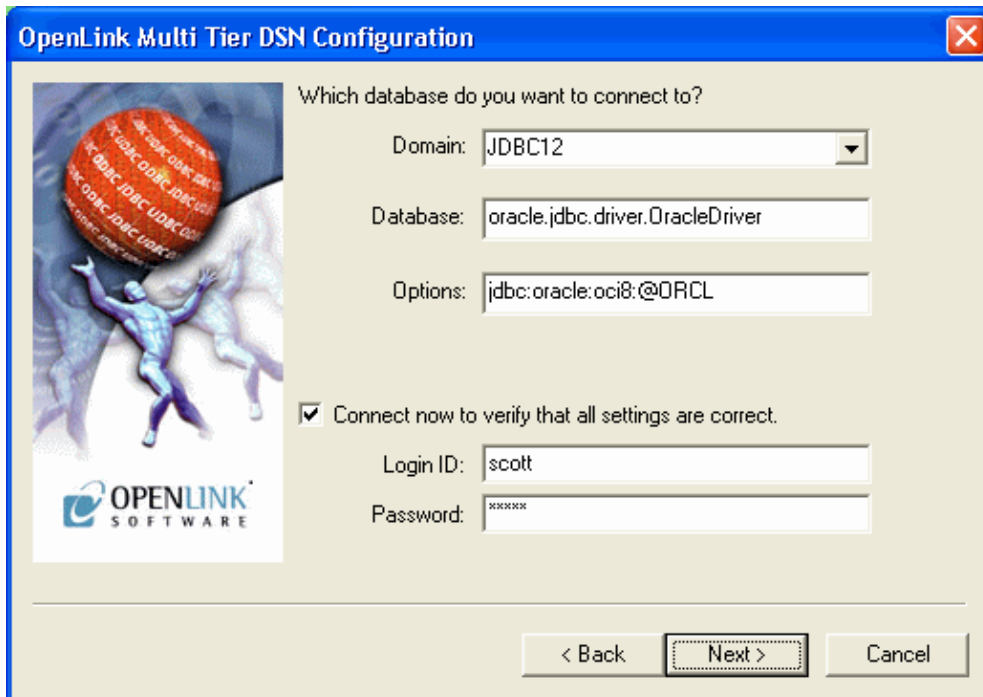 OpenLink Multi Tier DSN Configuration
Which database do you want to connect to?
Domain: JDBC12
Database: oracle.jdbc.driver.OracleDriver
Options: jdbc:oracle:oci8:@ORCL
Connect now to verify that all settings are correct.
Login ID: scott
Password: *****
OPENLINK
SOFTWARE
< Back
Next >
Cancel